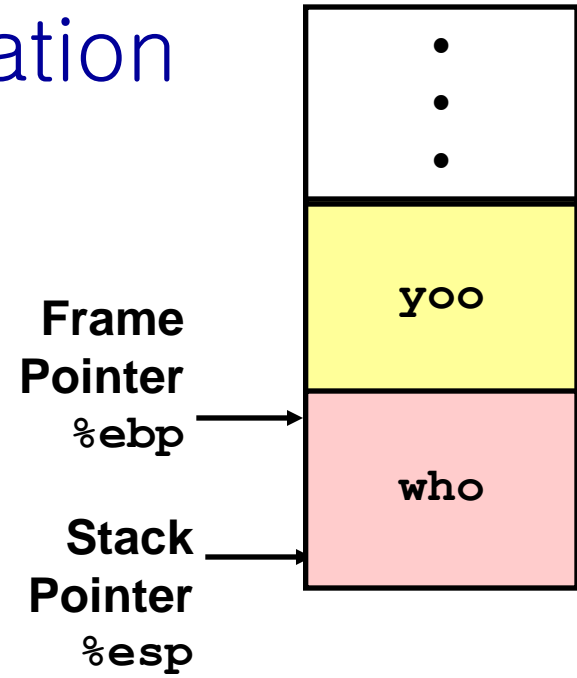 ation
•
•
•
yoo
Frame
Pointer
%ebp
who
Stack
Pointer
%esp